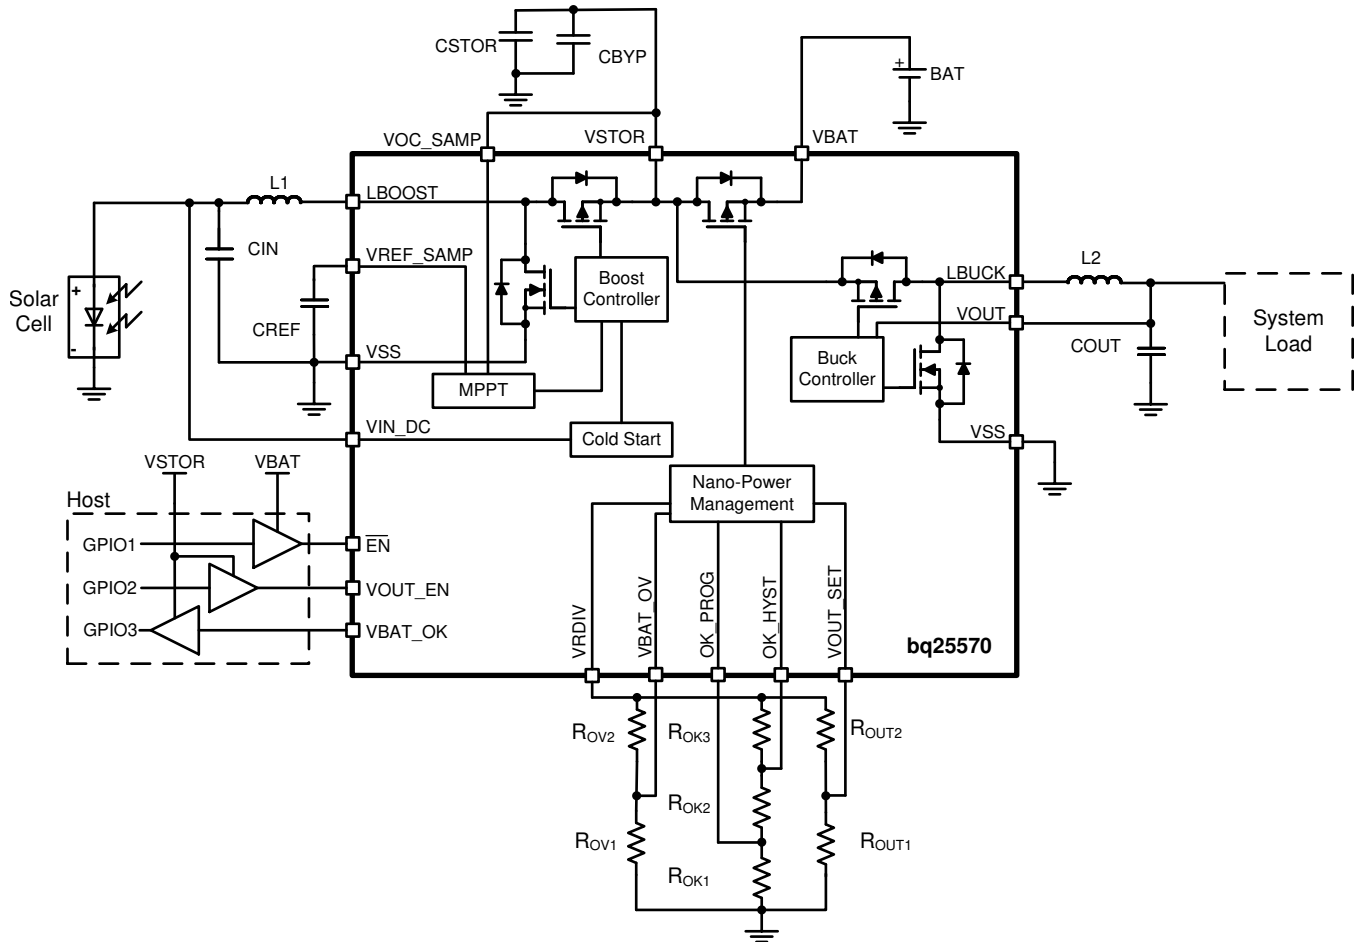 CSTOR
CBYP
+
BAT
VOC_SAMP
VSTOR
VBAT
L1
LBOOST
CIN
VREF_SAMP
Boost
Controller
LBUCK
L2
Solar
Cell
+
-
CREF
VOUT
System
Load
VSS
MPPT
Buck
Controller
COUT
VIN_DC
Cold Start
VSS
VSTOR
VBAT
Nano-Power
Management
Host
GPIO1
EN
GPIO2
VOUT_EN
GPIO3
VBAT_OK
VRDIV
VBAT_OV
OK_PROG
OK_HYST
VOUT_SET
bq25570
ROV2
ROK3
ROUT2
ROK2
ROV1
ROUT1
ROK1